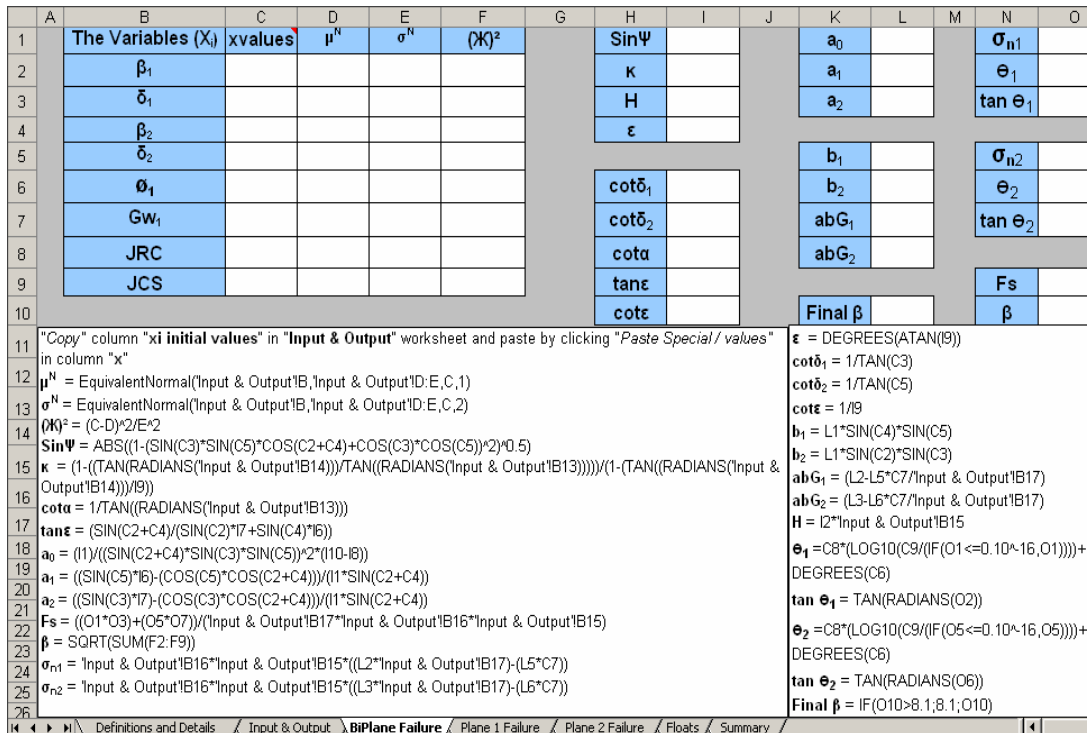 A B C D E F G H I J K L M N O
1 The Variables (Xᵢ) xvalues μᴺ σᴺ (Ж)² SinΨ a₀ σₙ₁
2 β₁ κ a₁ Ө₁
3 δ₁ H a₂ tan Ө₁
4 β₂ ε
5 δ₂ b₁ σₙ₂
6 Ø₁ cotδ₁ b₂ Ө₂
7 Gw₁ cotδ₂ abG₁ tan Ө₂
8 JRC cotα abG₂
9 JCS tanε Fs
10 cotε Final β β
11 "Copy" column "xi initial values" in "Input & Output" worksheet and paste by clicking "Paste Special / values"
in column "x"
12 μᴺ = EquivalentNormal('Input & Output'!B,'Input & Output'!D:E,C,1)
13 σᴺ = EquivalentNormal('Input & Output'!B,'Input & Output'!D:E,C,2)
14 (Ж)² = (C-D)^2/E^2
SinΨ = ABS((1-(SIN(C3)*SIN(C5)*COS(C2+C4)+COS(C3)*COS(C5))^2)^0.5)
15 κ = (1-((TAN(RADIANS('Input & Output'!B14)))/TAN((RADIANS('Input & Output'!B13)))))/(1-(TAN((RADIANS('Input &
16 Output'!B14)))/I9))
cotα = 1/TAN((RADIANS('Input & Output'!B13)))
17 tanε = (SIN(C2+C4)/(SIN(C2)*I7+SIN(C4)*I6))
18 a₀ = (I1)/((SIN(C2+C4)*SIN(C3)*SIN(C5))^2*(I10-I8))
19 a₁ = ((SIN(C5)*I6)-(COS(C5)*COS(C2+C4)))/(I1*SIN(C2+C4))
20 a₂ = ((SIN(C3)*I7)-(COS(C3)*COS(C2+C4)))/(I1*SIN(C2+C4))
21 Fs = ((O1*O3)+(O5*O7))/('Input & Output'!B17*'Input & Output'!B16*'Input & Output'!B15)
22 β = SQRT(SUM(F2:F9))
23 σₙ₁ = 'Input & Output'!B16*'Input & Output'!B15*((L2*'Input & Output'!B17)-(L5*C7))
24 σₙ₂ = 'Input & Output'!B16*'Input & Output'!B15*((L3*'Input & Output'!B17)-(L6*C7))
25
26
ε = DEGREES(ATAN(I9))
cotδ₁ = 1/TAN(C3)
cotδ₂ = 1/TAN(C5)
cotε = 1/I9
b₁ = L1*SIN(C4)*SIN(C5)
b₂ = L1*SIN(C2)*SIN(C3)
abG₁ = (L2-L5*C7/'Input & Output'!B17)
abG₂ = (L3-L6*C7/'Input & Output'!B17)
H = I2*'Input & Output'!B15
Ө₁ =C8*(LOG10(C9/(IF(O1<=0.10^-16,O1))))+
DEGREES(C6)
tan Ө₁ = TAN(RADIANS(O2))
Ө₂ =C8*(LOG10(C9/(IF(O5<=0.10^-16,O5))))+
DEGREES(C6)
tan Ө₂ = TAN(RADIANS(O6))
Final β = IF(O10>8.1;8.1;O10)
Definitions and Details / Input & Output \ BiPlane Failure / Plane 1 Failure / Plane 2 Failure / Floats / Summary /